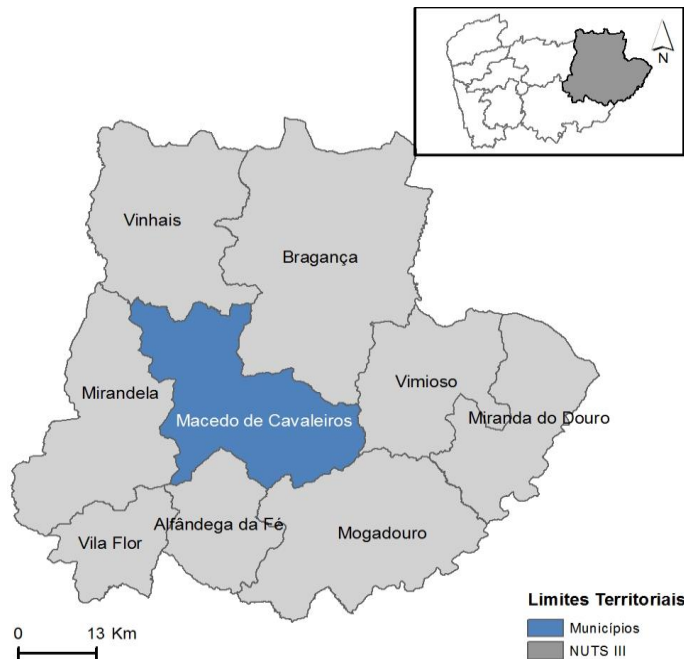 N
Vinhais
Bragança
Mirandela
Vimioso
Macedo de Cavaleiros
Miranda do Douro
Alfândega da Fé
Vila Flor
Mogadouro
Limites Territoriais
Municípios
NUTS III
0 13 Km